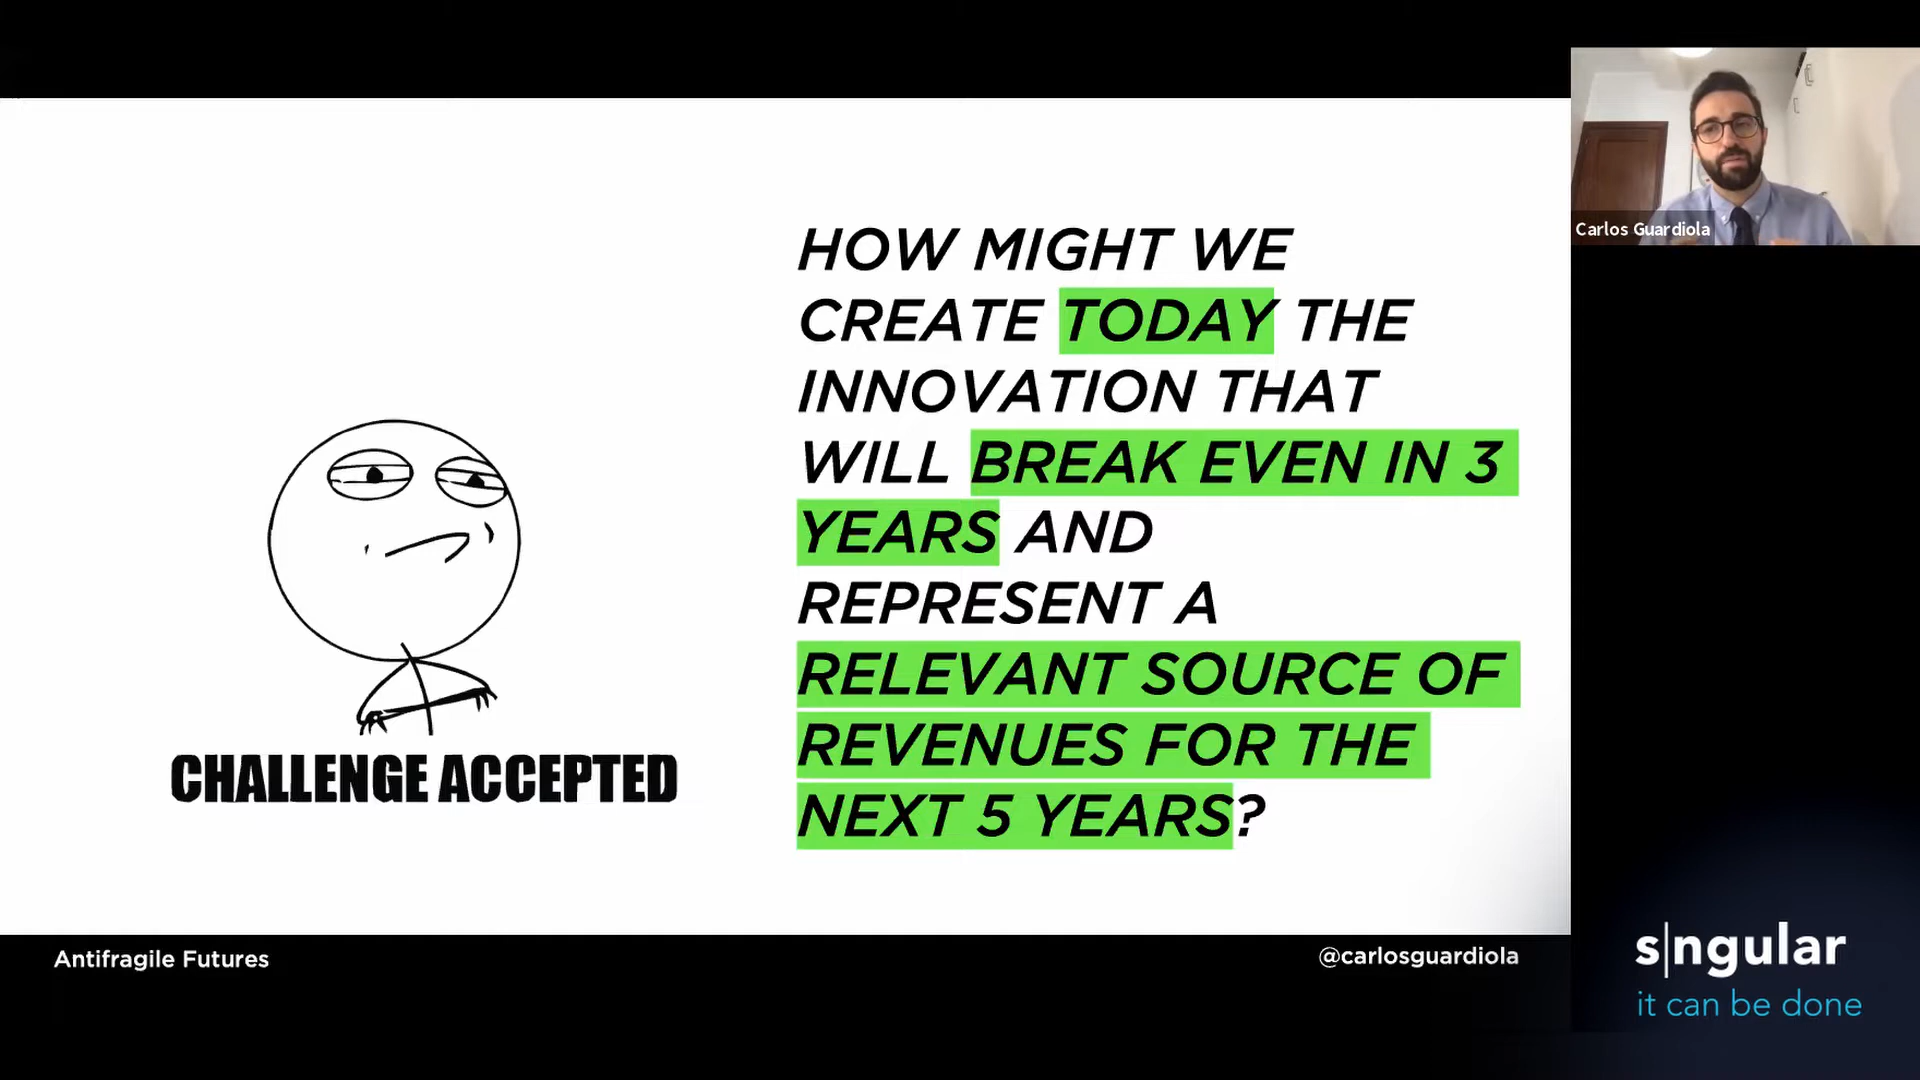 HOW MIGHT WE
CREATE TODAY THE
INNOVATION THAT
WILL BREAK EVEN IN 3
YEARS AND
REPRESENT A
RELEVANT SOURCE OF
REVENUES FOR THE
NEXT 5 YEARS?
CHALLENGE ACCEPTED
Carlos Guardiola
Antifragile Futures
@carlosguardiola
s|ngular
it can be done